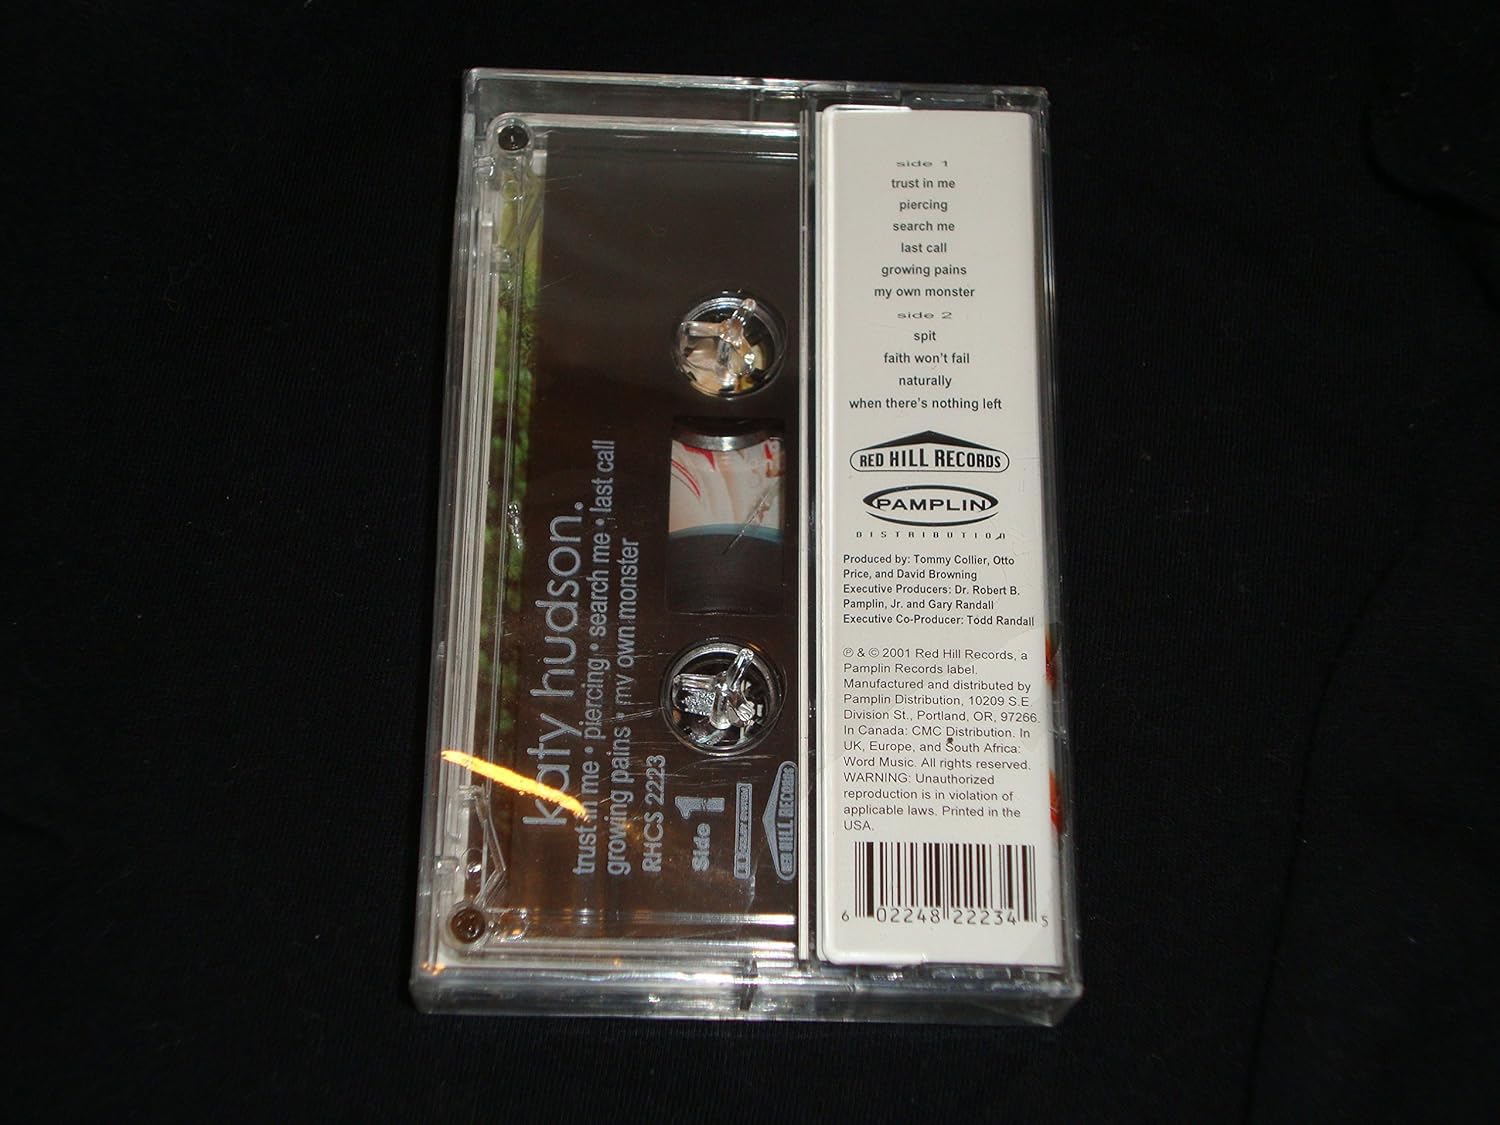 side 1
trust in me
piercing
search me
last call
growing pains
my own monster
side 2
spit
faith won't fail
naturally
when there's nothing left
RED HILL RECORDS
PAMPLIN
DISTRIBUTION
Produced by: Tommy Collier, Otto
Price, and David Browning
Executive Producers: Dr. Robert B.
Pamplin, Jr. and Gary Randall
Executive Co-Producer: Todd Randall
℗ & © 2001 Red Hill Records, a
Pamplin Records label.
Manufactured and distributed by
Pamplin Distribution, 10209 S.E.
Division St., Portland, OR, 97266.
In Canada: CMC Distribution. In
UK, Europe, and South Africa:
Word Music. All rights reserved.
WARNING: Unauthorized
reproduction is in violation of
applicable laws. Printed in the
USA.
6 02248 22234 5
katy hudson.
trust in me • piercing • search me • last call
growing pains • my own monster
RHCS 2223
Side 1
RED HILL RECORDS